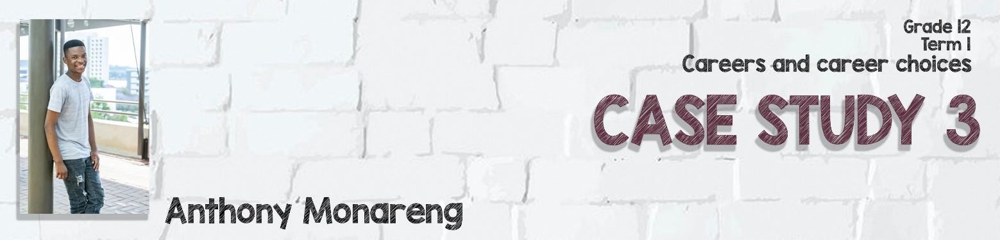 Grade 12
Term 1
Careers and career choices
CASE STUDY 3
Anthony Monareng